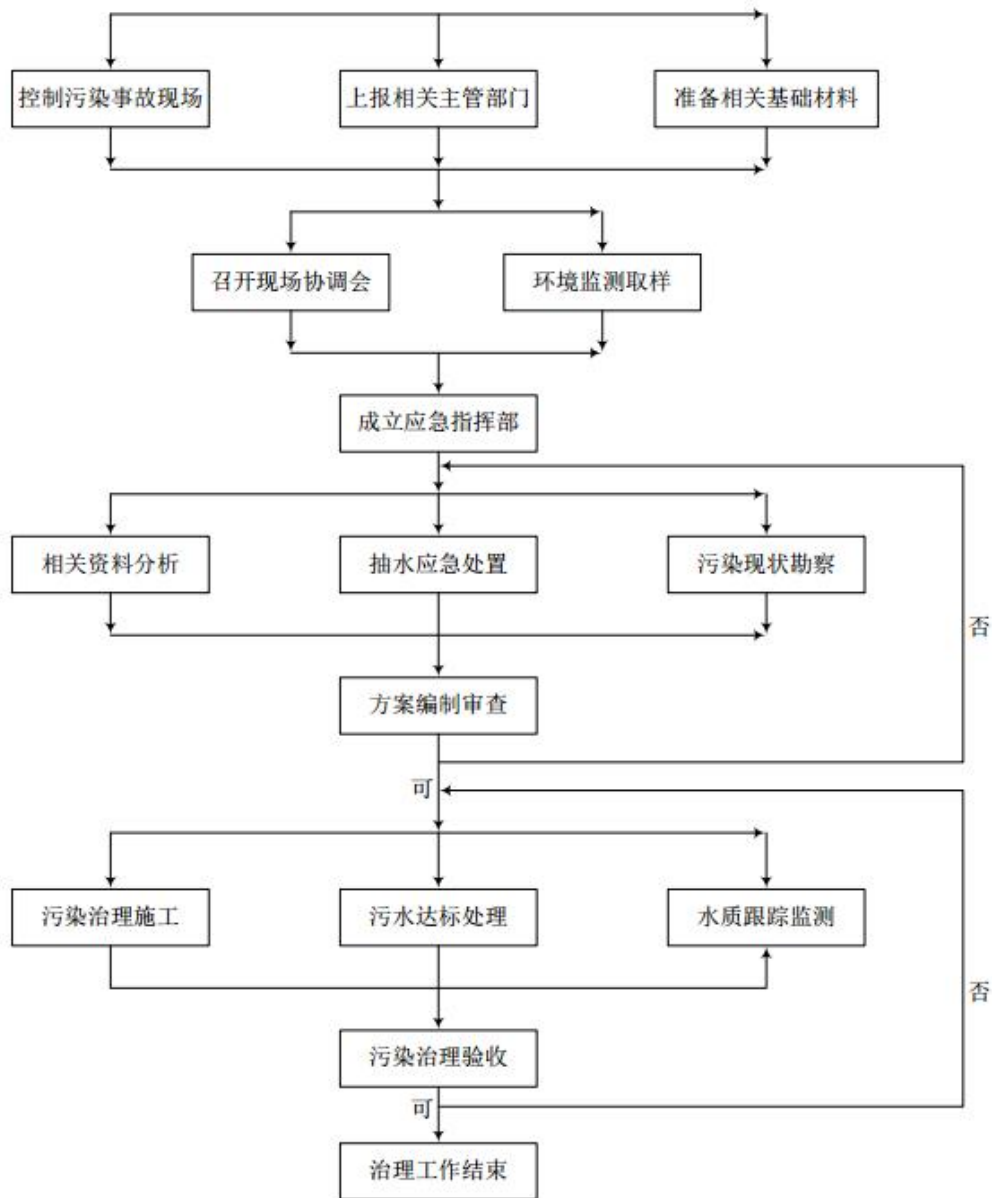 控制污染事故现场
上报相关主管部门
准备相关基础材料
召开现场协调会
环境监测取样
成立应急指挥部
相关资料分析
抽水应急处置
污染现状勘察
否
方案编制审查
可
污染治理施工
污水达标处理
水质跟踪监测
否
污染治理验收
可
治理工作结束